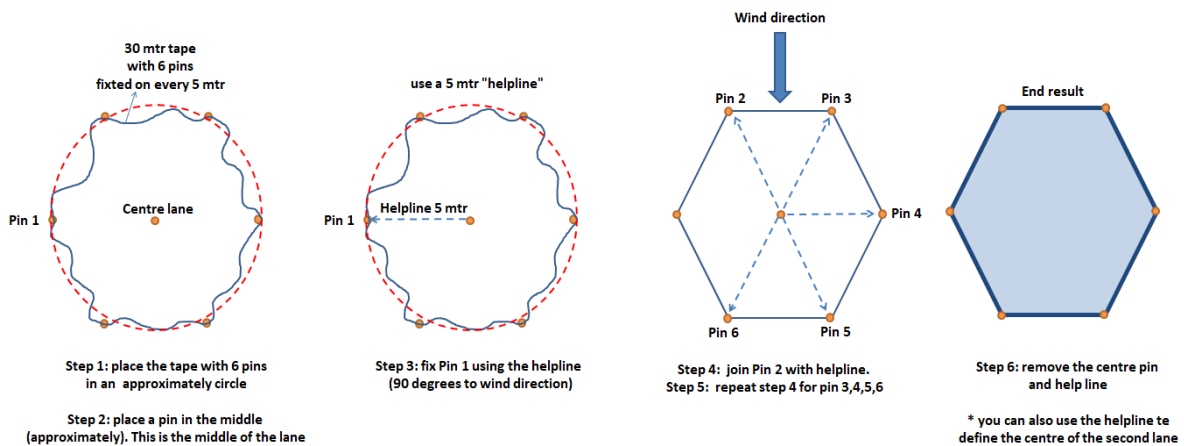 30 mtr tape
with 6 pins
fixted on every 5 mtr
Pin 1
Centre lane
Step 1: place the tape with 6 pins
in an approximately circle
Step 2: place a pin in the middle
(approximately). This is the middle of the lane
use a 5 mtr "helpline"
Pin 1
Helpline 5 mtr
Step 3: fix Pin 1 using the helpline
(90 degrees to wind direction)
Wind direction
Pin 2
Pin 3
Pin 4
Pin 6
Pin 5
Step 4: join Pin 2 with helpline.
Step 5: repeat step 4 for pin 3,4,5,6
End result
Step 6: remove the centre pin
and help line
* you can also use the helpline te
define the centre of the second lane